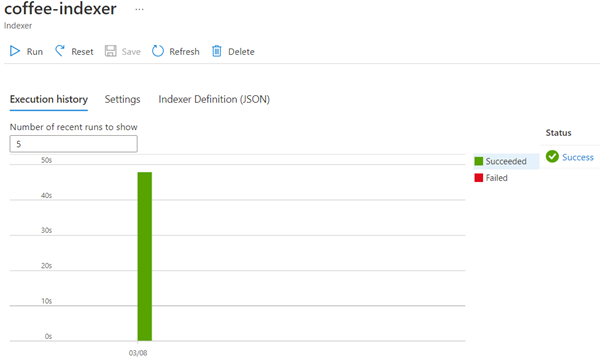 coffee-indexer ...
Indexer
Run Reset Save Refresh Delete
Execution history Settings Indexer Definition (JSON)
Number of recent runs to show
5
Status
Succeeded
Success
Failed
50s
40s
30s
20s
10s
0s
03/08